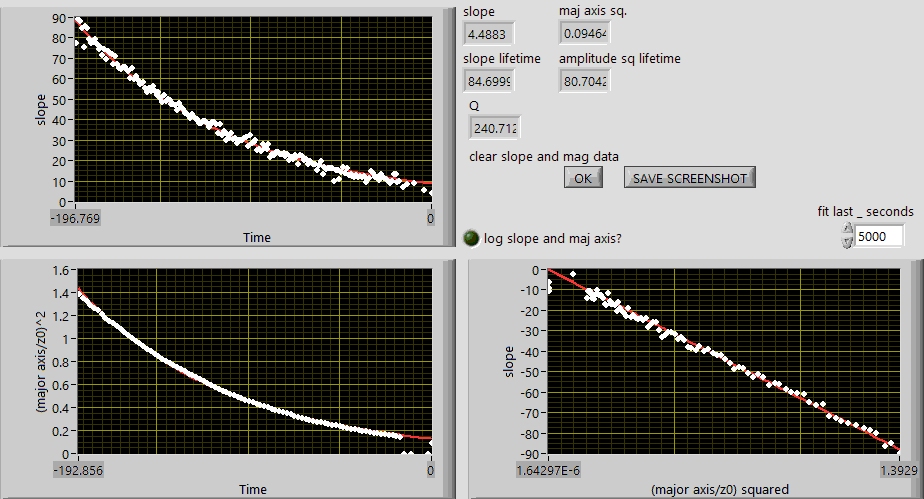 90
80
70
60
50
40
30
20
10
0
slope
-196.769
0
Time
slope
maj axis sq.
4.4883
0.09464
slope lifetime
amplitude sq lifetime
84.6999
80.7042
Q
240.712
clear slope and mag data
OK
SAVE SCREENSHOT
fit last _ seconds
log slope and maj axis?
5000
1.6
1.4
1.2
1
0.8
0.6
0.4
0.2
0
(major axis/z0)^2
-192.856
0
Time
0
-10
-20
-30
-40
-50
-60
-70
-80
-90
slope
1.64297E-6
1.3929
(major axis/z0) squared